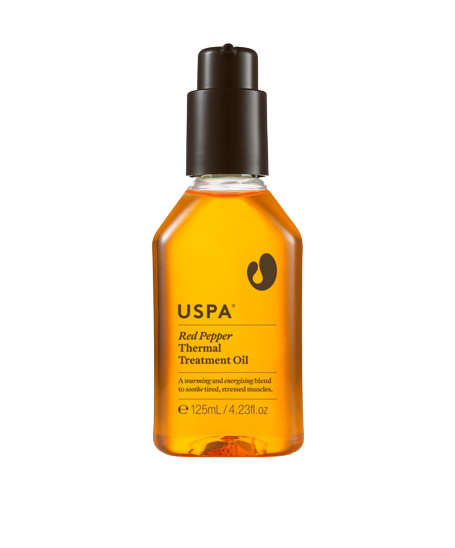 USPA®
Red Pepper
Thermal
Treatment Oil
A warming and energising blend
to soothe tired, stressed muscles.
℮ 125mL / 4.23fl.oz